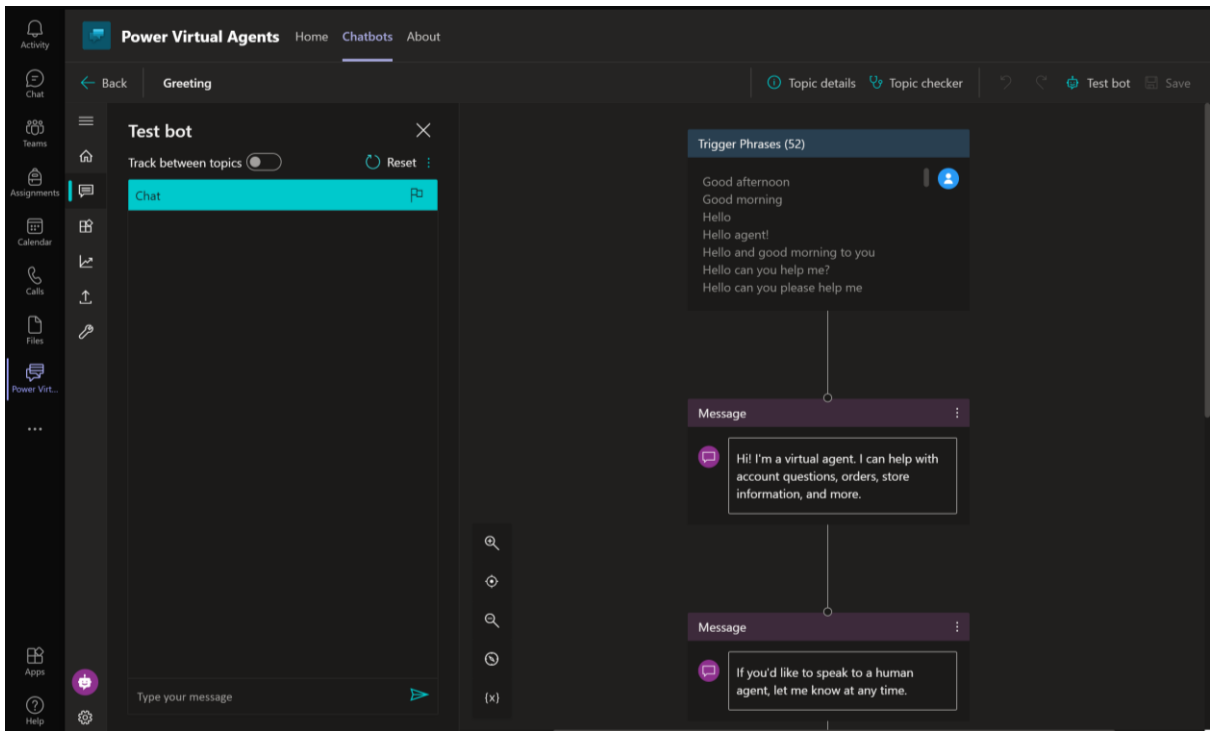 Activity
Chat
Teams
Assignments
Calendar
Calls
Files
Power Virt...
Apps
Help
Power Virtual Agents Home Chatbots About
Back Greeting Topic details Topic checker Test bot Save
Test bot
Track between topics Reset
Chat
Type your message
Trigger Phrases (52)
Good afternoon
Good morning
Hello
Hello agent!
Hello and good morning to you
Hello can you help me?
Hello can you please help me
Message
Hi! I'm a virtual agent. I can help with
account questions, orders, store
information, and more.
Message
If you'd like to speak to a human
agent, let me know at any time.
{x}